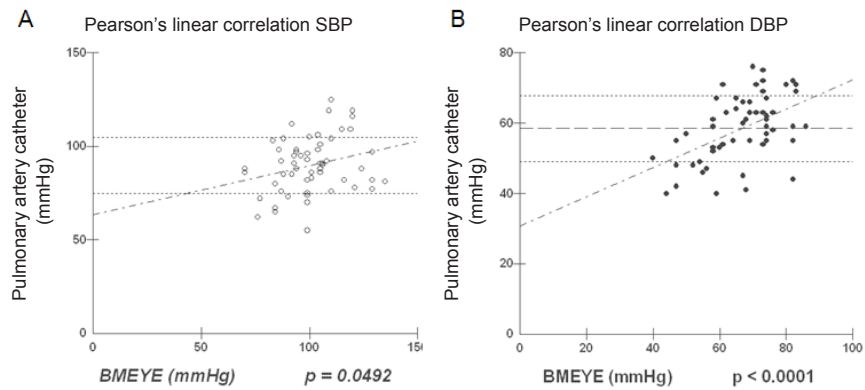 A
Pearson's linear correlation SBP
150
100
50
0
Pulmonary artery catheter
(mmHg)
0
50
100
150
BMEYE (mmHg)
p = 0.0492
B
Pearson's linear correlation DBP
80
60
40
20
0
Pulmonary artery catheter
(mmHg)
0
20
40
60
80
100
BMEYE (mmHg)
p < 0.0001